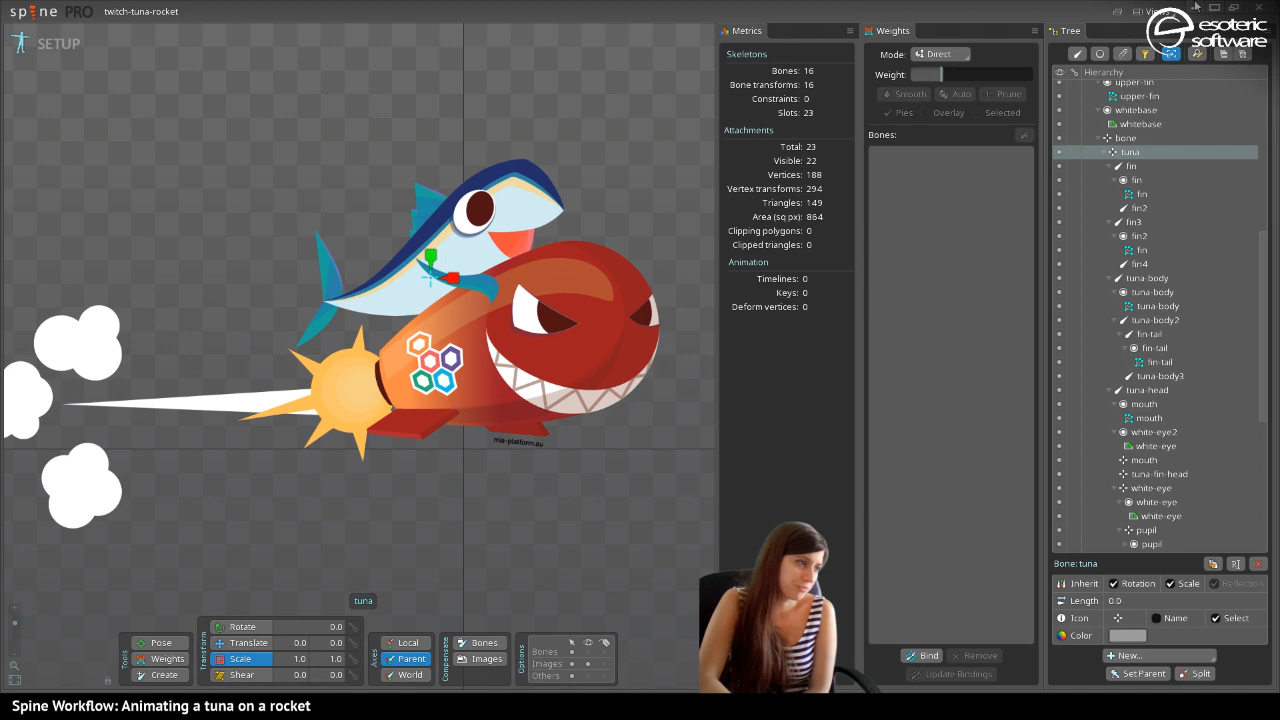 spine PRO
twitch-tuna-rocket
Views
esoteric
software
SETUP
Metrics
Weights
Tree
Skeletons
Bones: 16
Bone transforms: 16
Constraints: 0
Slots: 23
Attachments
Total: 23
Visible: 22
Vertices: 188
Vertex transforms: 294
Triangles: 149
Area (sq px): 864
Clipping polygons: 0
Clipped triangles: 0
Animation
Timelines: 0
Keys: 0
Deform vertices: 0
Mode: Direct
Weight:
Smooth Auto Prune
Pies Overlay Selected
Bones:
Bind Remove
Update Bindings
Hierarchy
upper-fin
upper-fin
whitebase
whitebase
bone
tuna
fin
fin
fin
fin2
fin3
fin2
fin
fin4
tuna-body
tuna-body
tuna-body
tuna-body2
fin-tail
fin-tail
fin-tail
tuna-body3
tuna-head
mouth
mouth
white-eye2
white-eye
mouth
tuna-fin-head
white-eye
white-eye
white-eye
pupil
pupil
Bone: tuna
Inherit Rotation Scale Reflection
Length 0.0
Icon Name Select
Color
New...
Set Parent Split
mia-platform.eu
tuna
Tools
Pose
Weights
Create
Transform
Rotate 0.0
Translate 0.0 0.0
Scale 1.0 1.0
Shear 0.0 0.0
Axes
Local
Parent
World
Compensate
Bones
Images
Options
Bones
Images
Others
Spine Workflow: Animating a tuna on a rocket